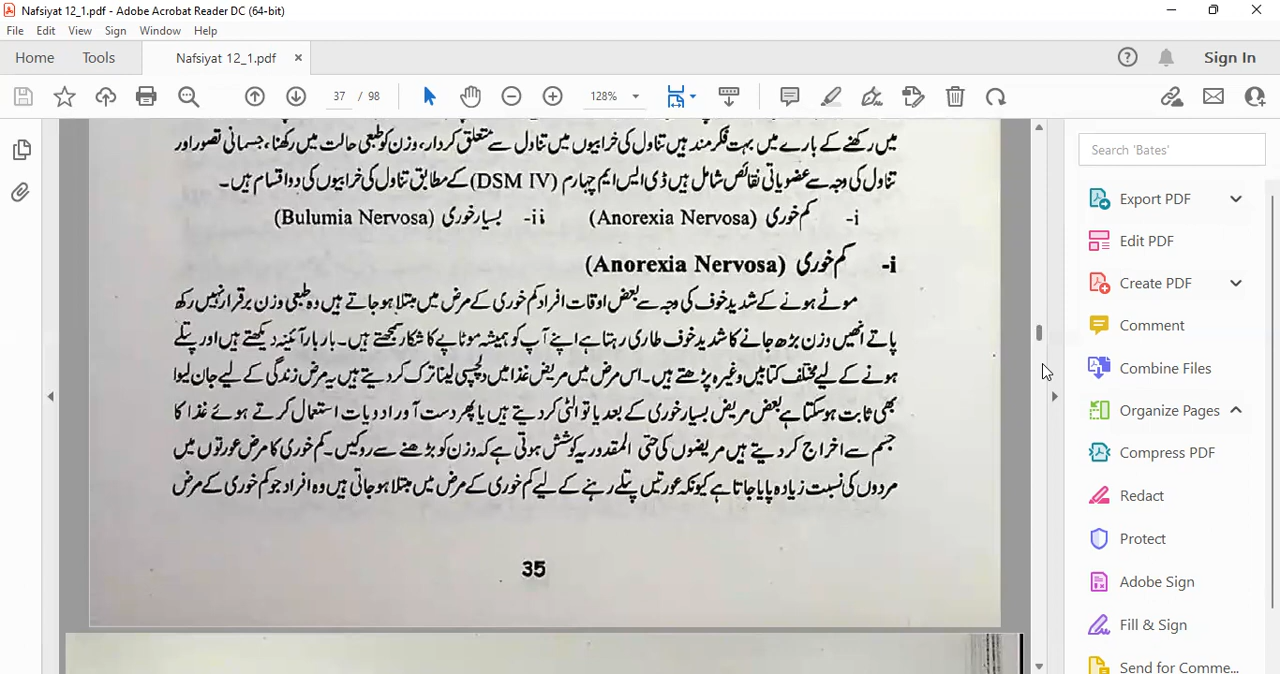 Nafsiyat 12_1.pdf - Adobe Acrobat Reader DC (64-bit)
File Edit View Sign Window Help
Home Tools Nafsiyat 12_1.pdf × Sign In
37 / 98 128%
میں رکھنے کے بارے میں بہت فکرمند ہیں تناول کی خرابیوں میں تناول سے متعلق کردار، وزن کو طبعی حالت میں رکھنا، جسمانی تصور اور
تناول کی وجہ سے عضویاتی نقائص شامل ہیں ڈی ایس ایم چہارم (DSM IV) کے مطابق تناول کی خرابیوں کی دو اقسام ہیں۔
i- کم خوری (Anorexia Nervosa) ii- بسیار خوری (Bulumia Nervosa)
i- کم خوری (Anorexia Nervosa)
موٹے ہونے کے شدید خوف کی وجہ سے بعض اوقات افراد کم خوری کے مرض میں مبتلا ہو جاتے ہیں وہ طبعی وزن برقرار نہیں رکھ
پاتے انھیں وزن بڑھ جانے کا شدید خوف طاری رہتا ہے اپنے آپ کو ہمیشہ موٹاپے کا شکار سمجھتے ہیں۔ بار بار آئینہ دیکھتے ہیں اور پتلے
ہونے کے لیے مختلف کتابیں وغیرہ پڑھتے ہیں۔ اس مرض میں مریض غذا میں دلچسپی لینا ترک کر دیتے ہیں یہ مرض زندگی کے لیے جان لیوا
بھی ثابت ہو سکتا ہے بعض مریض بسیار خوری کے بعد یا تو الٹی کر دیتے ہیں یا پھر دست آور ادویات استعمال کرتے ہوئے غذا کا
جسم سے اخراج کر دیتے ہیں مریضوں کی حتی المقدور یہ کوشش ہوتی ہے کہ وزن کو بڑھنے سے روکیں۔ کم خوری کا مرض عورتوں میں
مردوں کی نسبت زیادہ پایا جاتا ہے کیونکہ عورتیں پتلے رہنے کے لیے کم خوری کے مرض میں مبتلا ہو جاتی ہیں وہ افراد جو کم خوری کے مرض
35
Search 'Bates'
Export PDF
Edit PDF
Create PDF
Comment
Combine Files
Organize Pages
Compress PDF
Redact
Protect
Adobe Sign
Fill & Sign
Send for Comme...